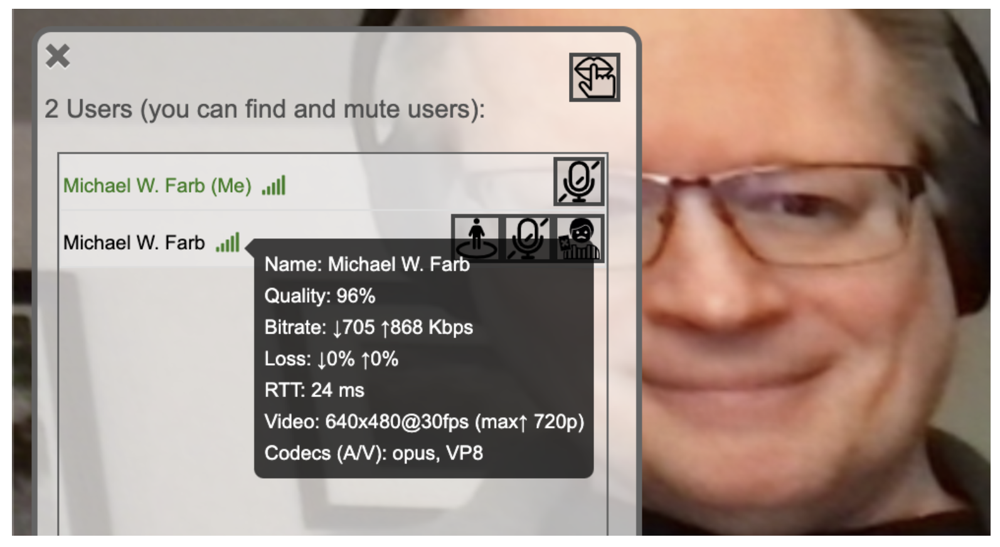 2 Users (you can find and mute users):
Michael W. Farb (Me)
Michael W. Farb
Name: Michael W. Farb
Quality: 96%
Bitrate: ↓705 ↑868 Kbps
Loss: ↓0% ↑0%
RTT: 24 ms
Video: 640x480@30fps (max↑ 720p)
Codecs (A/V): opus, VP8